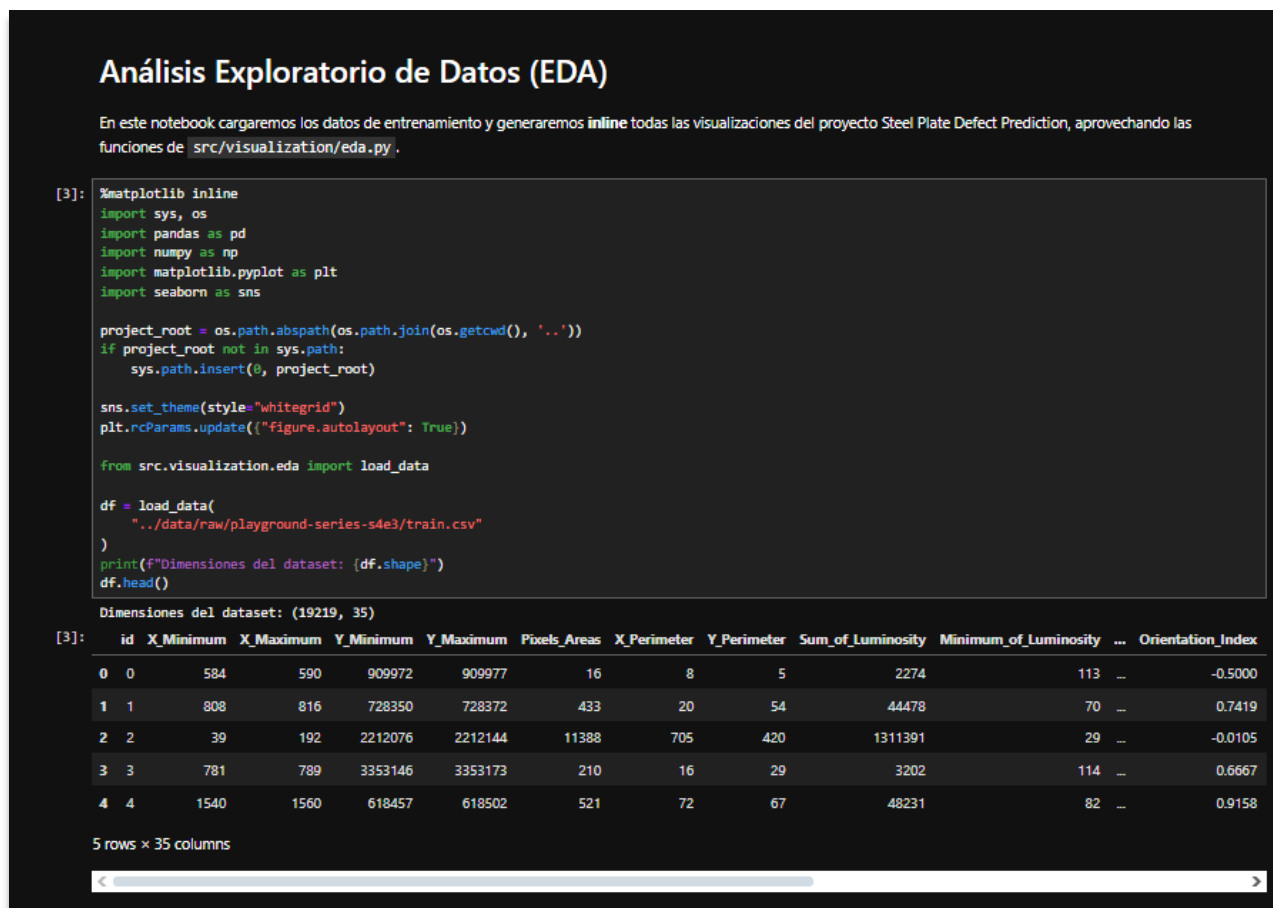 Análisis Exploratorio de Datos (EDA)
En este notebook cargaremos los datos de entrenamiento y generaremos inline todas las visualizaciones del proyecto Steel Plate Defect Prediction, aprovechando las
funciones de src/visualization/eda.py.
[3]: %matplotlib inline
import sys, os
import pandas as pd
import numpy as np
import matplotlib.pyplot as plt
import seaborn as sns
project_root = os.path.abspath(os.path.join(os.getcwd(), '..'))
if project_root not in sys.path:
    sys.path.insert(0, project_root)
sns.set_theme(style="whitegrid")
plt.rcParams.update({"figure.autolayout": True})
from src.visualization.eda import load_data
df = load_data(
    "../data/raw/playground-series-s4e3/train.csv"
)
print(f"Dimensiones del dataset: {df.shape}")
df.head()
Dimensiones del dataset: (19219, 35)
[3]: id X_Minimum X_Maximum Y_Minimum Y_Maximum Pixels_Areas X_Perimeter Y_Perimeter Sum_of_Luminosity Minimum_of_Luminosity ... Orientation_Index
0 0 584 590 909972 909977 16 8 5 2274 113 ... -0.5000
1 1 808 816 728350 728372 433 20 54 44478 70 ... 0.7419
2 2 39 192 2212076 2212144 11388 705 420 1311391 29 ... -0.0105
3 3 781 789 3353146 3353173 210 16 29 3202 114 ... 0.6667
4 4 1540 1560 618457 618502 521 72 67 48231 82 ... 0.9158
5 rows × 35 columns